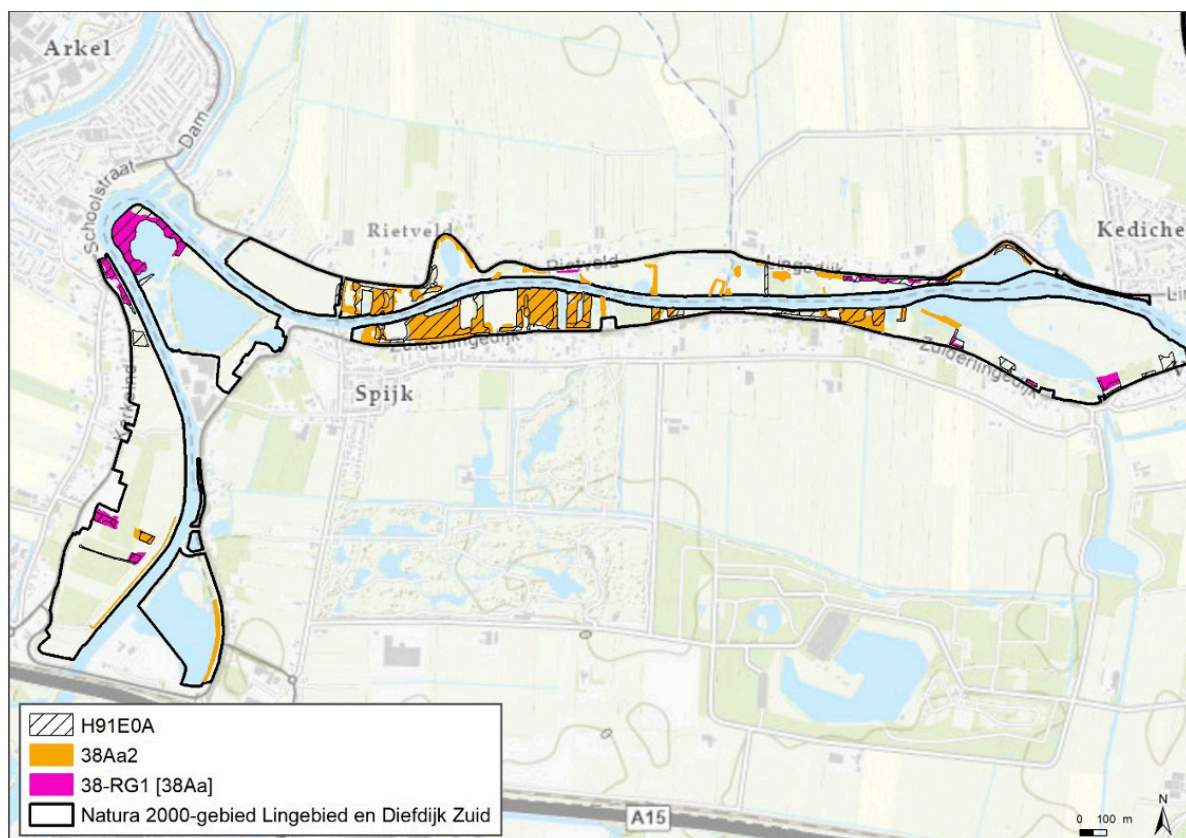 Arkel
Dam
Schoolstraat
Rietveld
Kediche
Rietveld
Lingedijk
Lin
Zuiderlingedijk
Zuiderlingedijk
Kerkeind
Spijk
H91E0A
38Aa2
38-RG1 [38Aa]
Natura 2000-gebied Lingebied en Diefdijk Zuid
A15
N
0 100 m